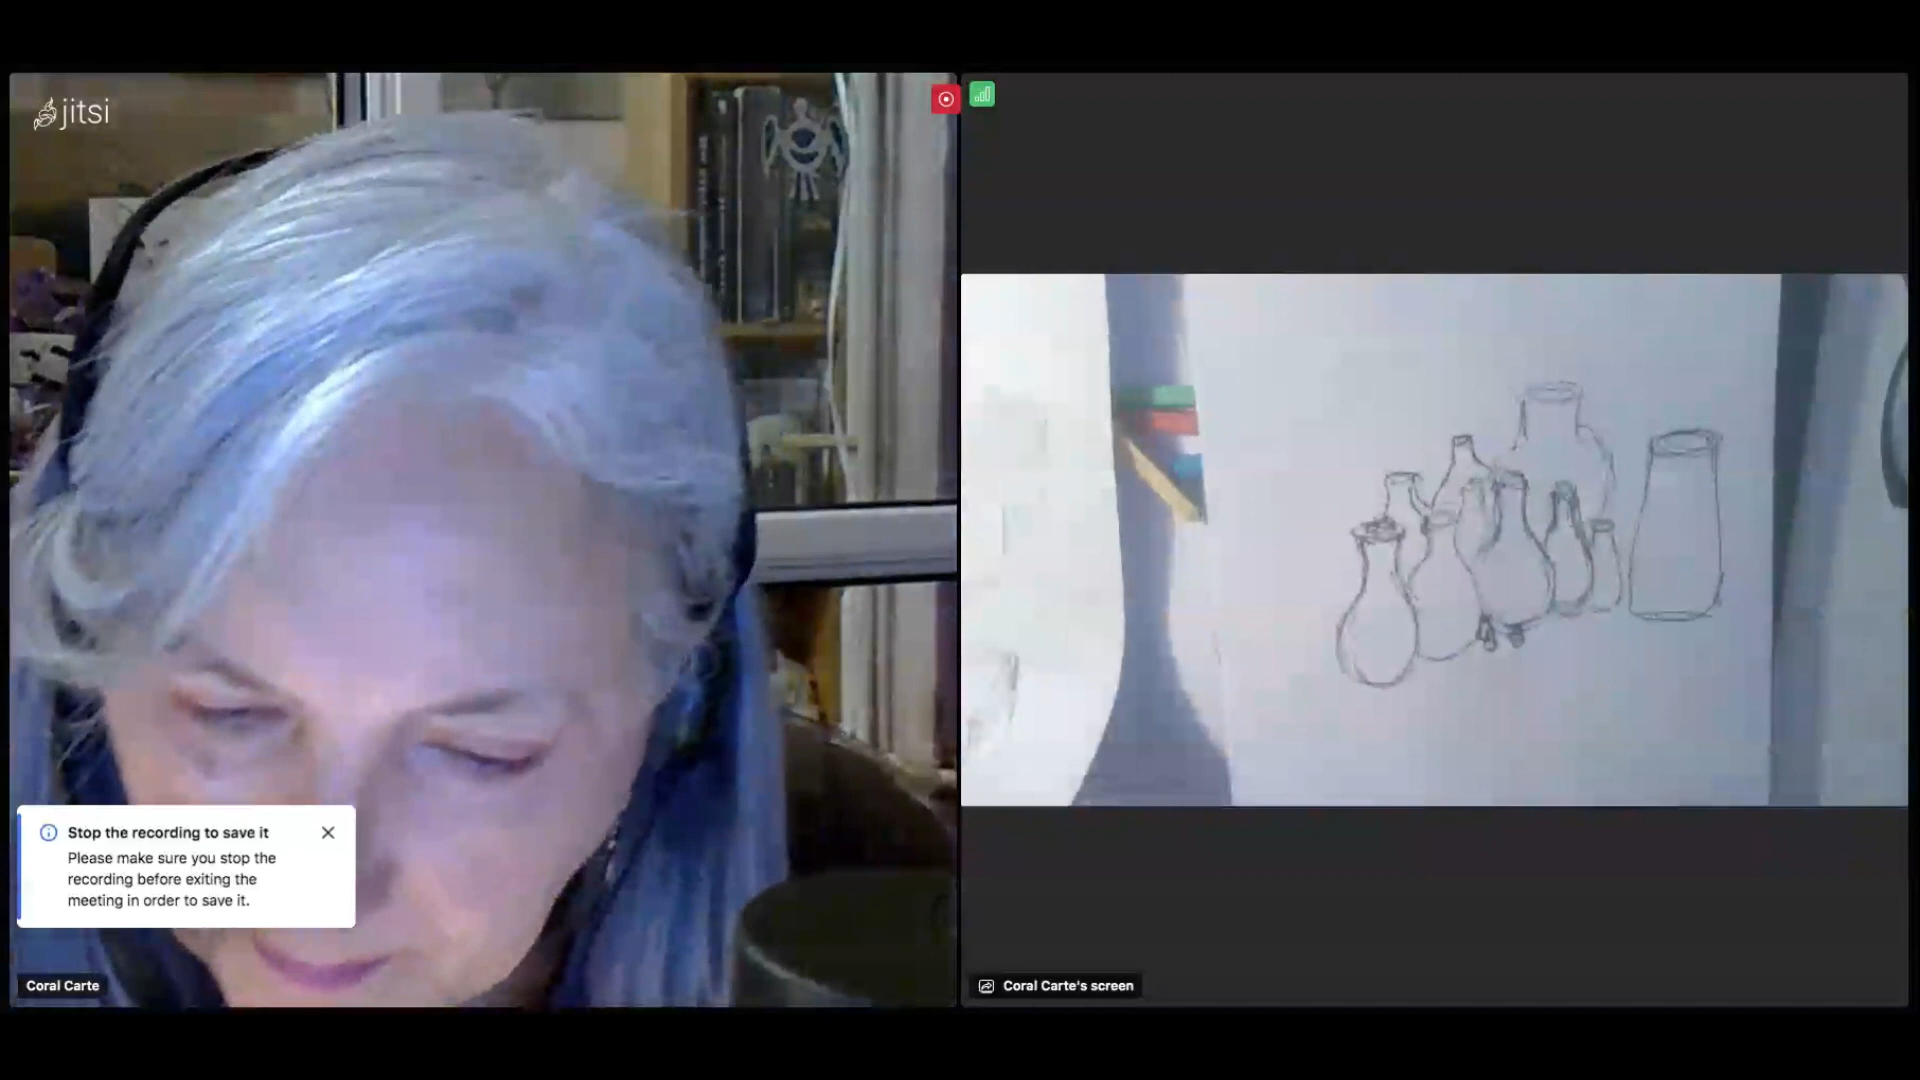 jitsi
Stop the recording to save it
Please make sure you stop the
recording before exiting the
meeting in order to save it.
Coral Carte
Coral Carte's screen